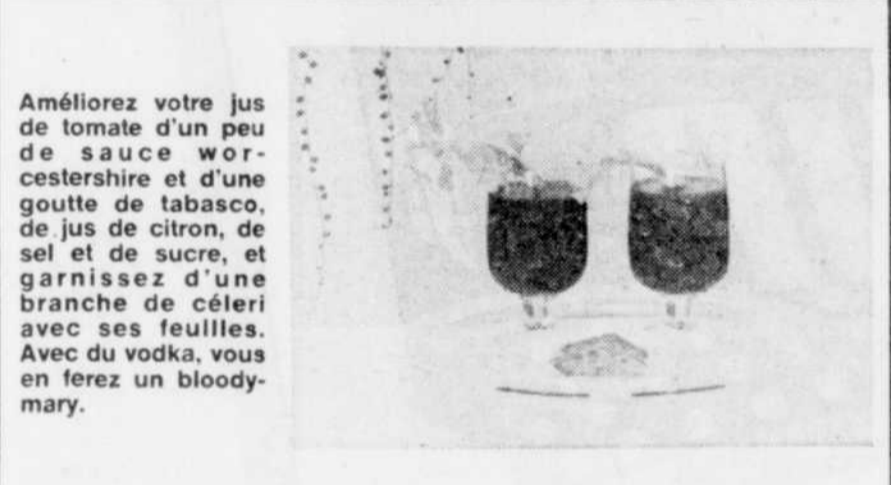 Améliorez votre jus
de tomate d'un peu
de sauce wor-
cestershire et d'une
goutte de tabasco,
de jus de citron, de
sel et de sucre, et
garnissez d'une
branche de céleri
avec ses feuilles.
Avec du vodka, vous
en ferez un bloody-
mary.